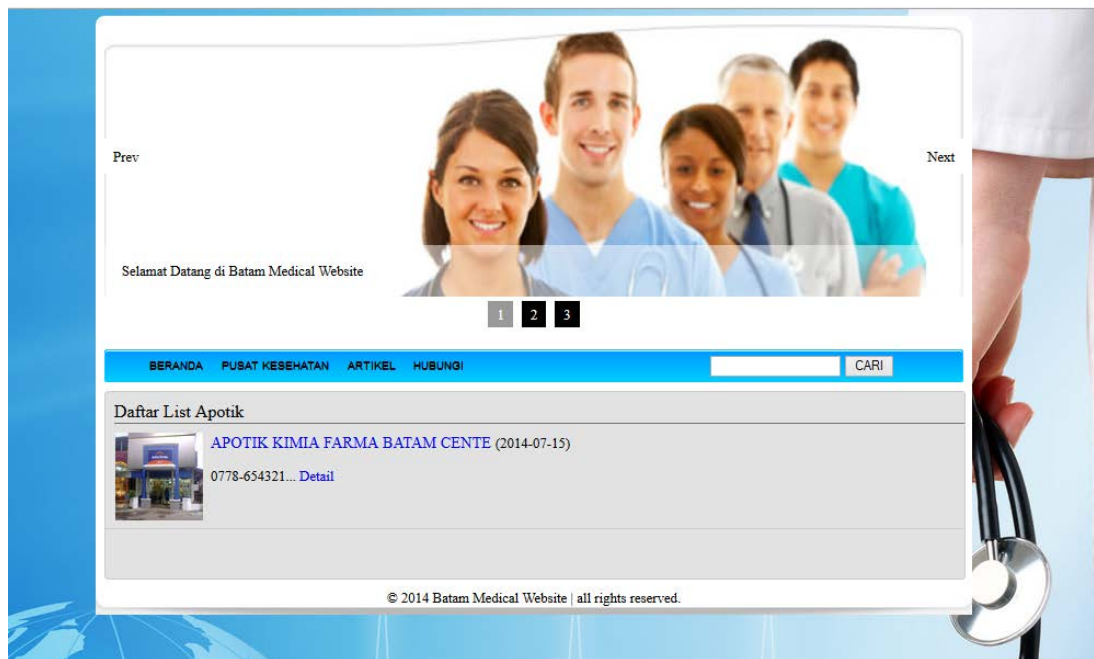 Prev
Next
Selamat Datang di Batam Medical Website
1 2 3
BERANDA PUSAT KESEHATAN ARTIKEL HUBUNGI CARI
Daftar List Apotik
APOTIK KIMIA FARMA BATAM CENTE (2014-07-15)
0778-654321... Detail
© 2014 Batam Medical Website | all rights reserved.